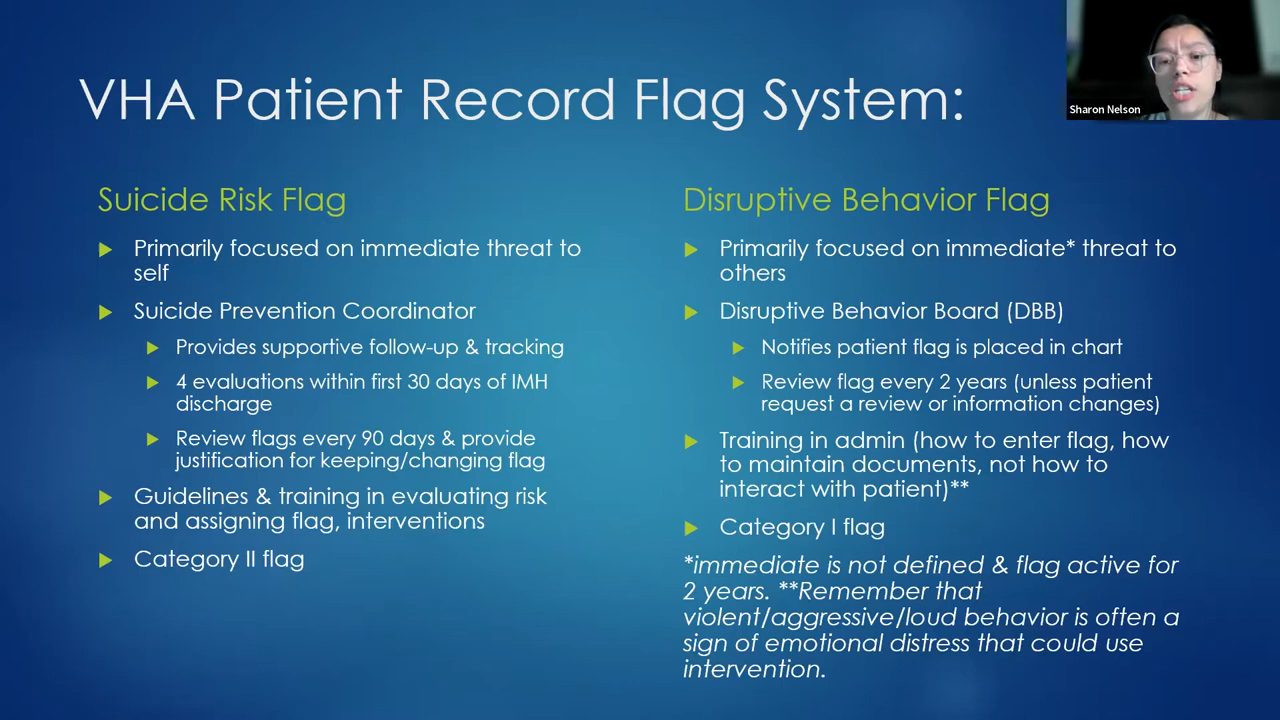 VHA Patient Record Flag System:
Sharon Nelson
Suicide Risk Flag
Primarily focused on immediate threat to
self
Suicide Prevention Coordinator
Provides supportive follow-up & tracking
4 evaluations within first 30 days of IMH
discharge
Review flags every 90 days & provide
justification for keeping/changing flag
Guidelines & training in evaluating risk
and assigning flag, interventions
Category II flag
Disruptive Behavior Flag
Primarily focused on immediate* threat to
others
Disruptive Behavior Board (DBB)
Notifies patient flag is placed in chart
Review flag every 2 years (unless patient
request a review or information changes)
Training in admin (how to enter flag, how
to maintain documents, not how to
interact with patient)**
Category I flag
*immediate is not defined & flag active for
2 years. **Remember that
violent/aggressive/loud behavior is often a
sign of emotional distress that could use
intervention.